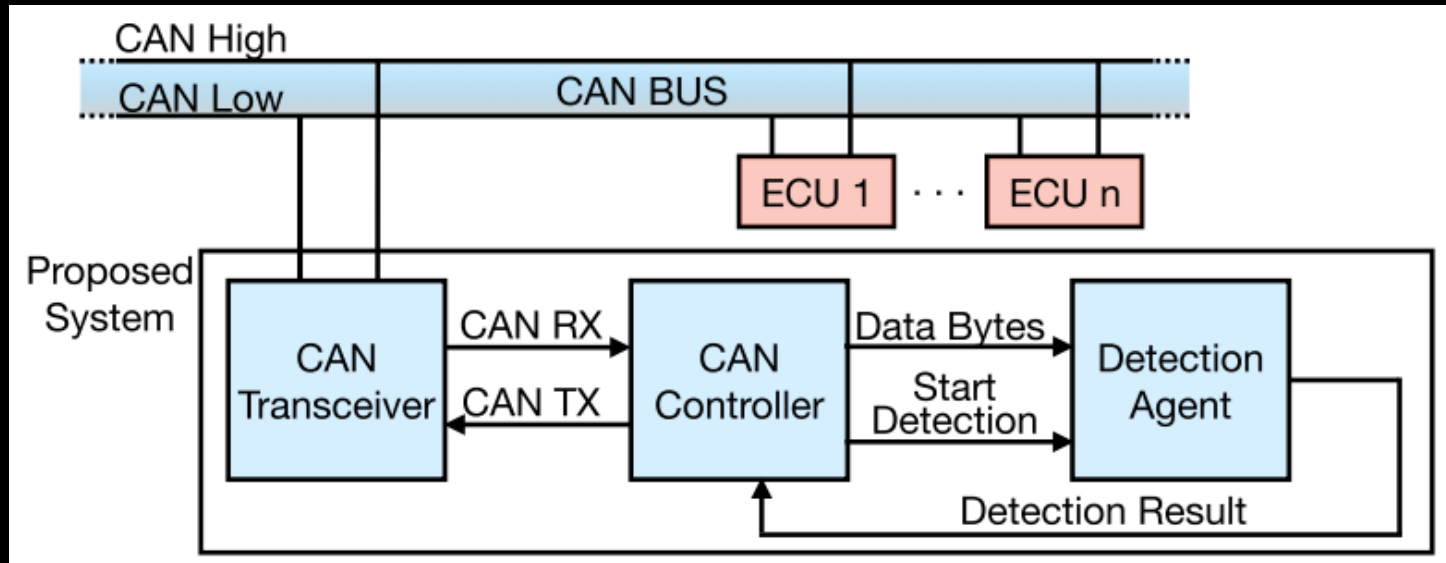 CAN High
CAN Low
CAN BUS
ECU 1
. . .
ECU n
Proposed
System
CAN
Transceiver
CAN RX
CAN TX
CAN
Controller
Data Bytes
Start
Detection
Detection
Agent
Detection Result